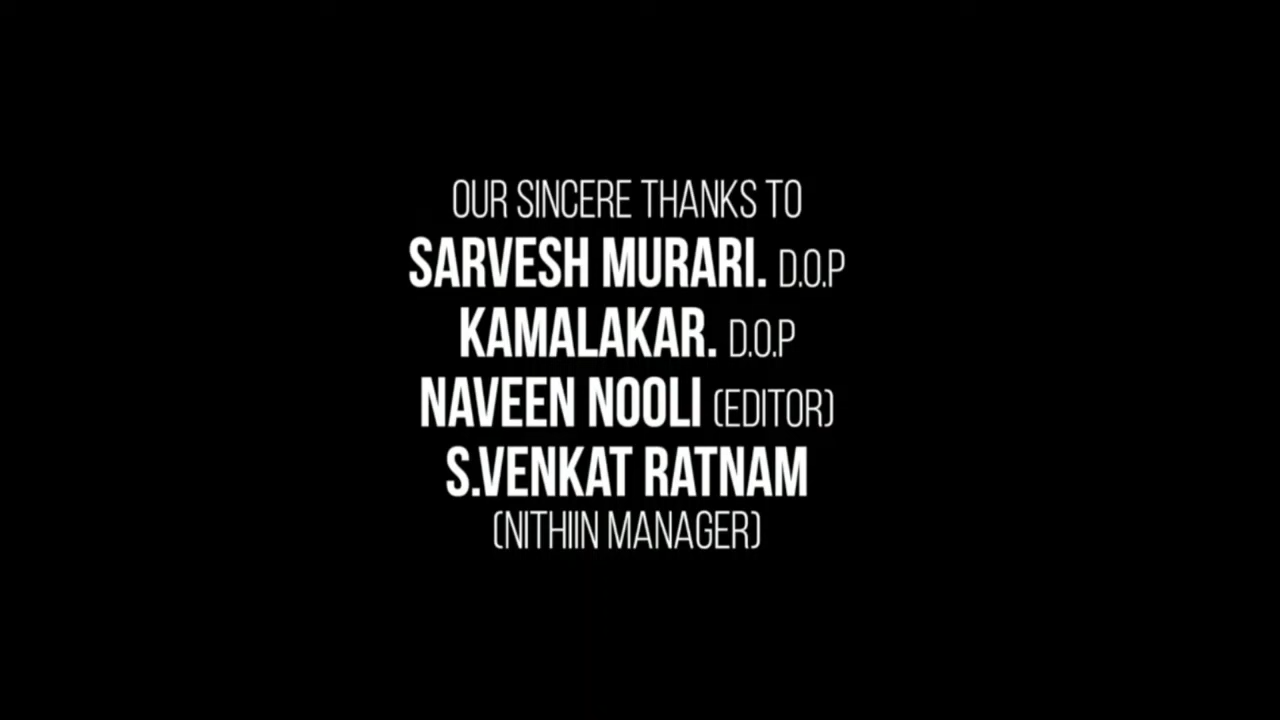 OUR SINCERE THANKS TO
SARVESH MURARI. D.O.P
KAMALAKAR. D.O.P
NAVEEN NOOLI (EDITOR)
S.VENKAT RATNAM
(NITHIIN MANAGER)